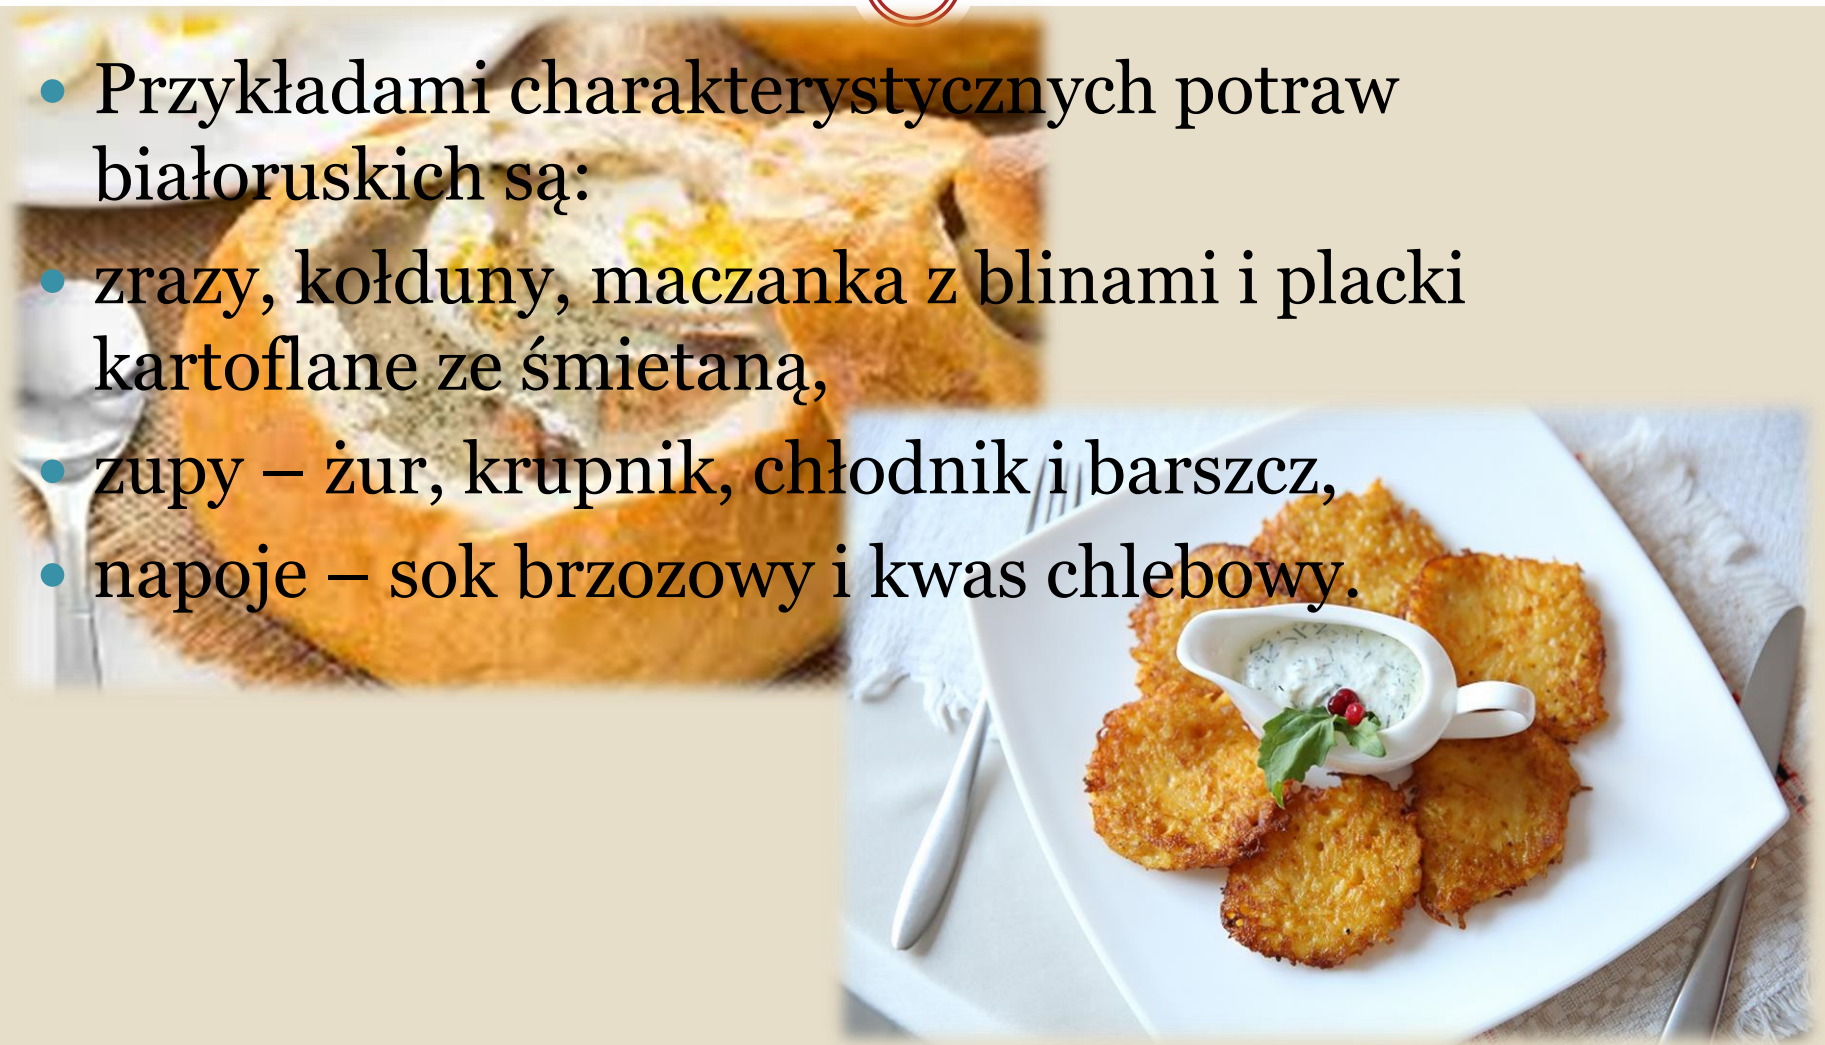 Przykładami charakterystycznych potraw
białoruskich są:
zrazy, kołduny, maczanka z blinami i placki
kartoflane ze śmietaną,
zupy – żur, krupnik, chłodnik i barszcz,
napoje – sok brzozowy i kwas chlebowy.